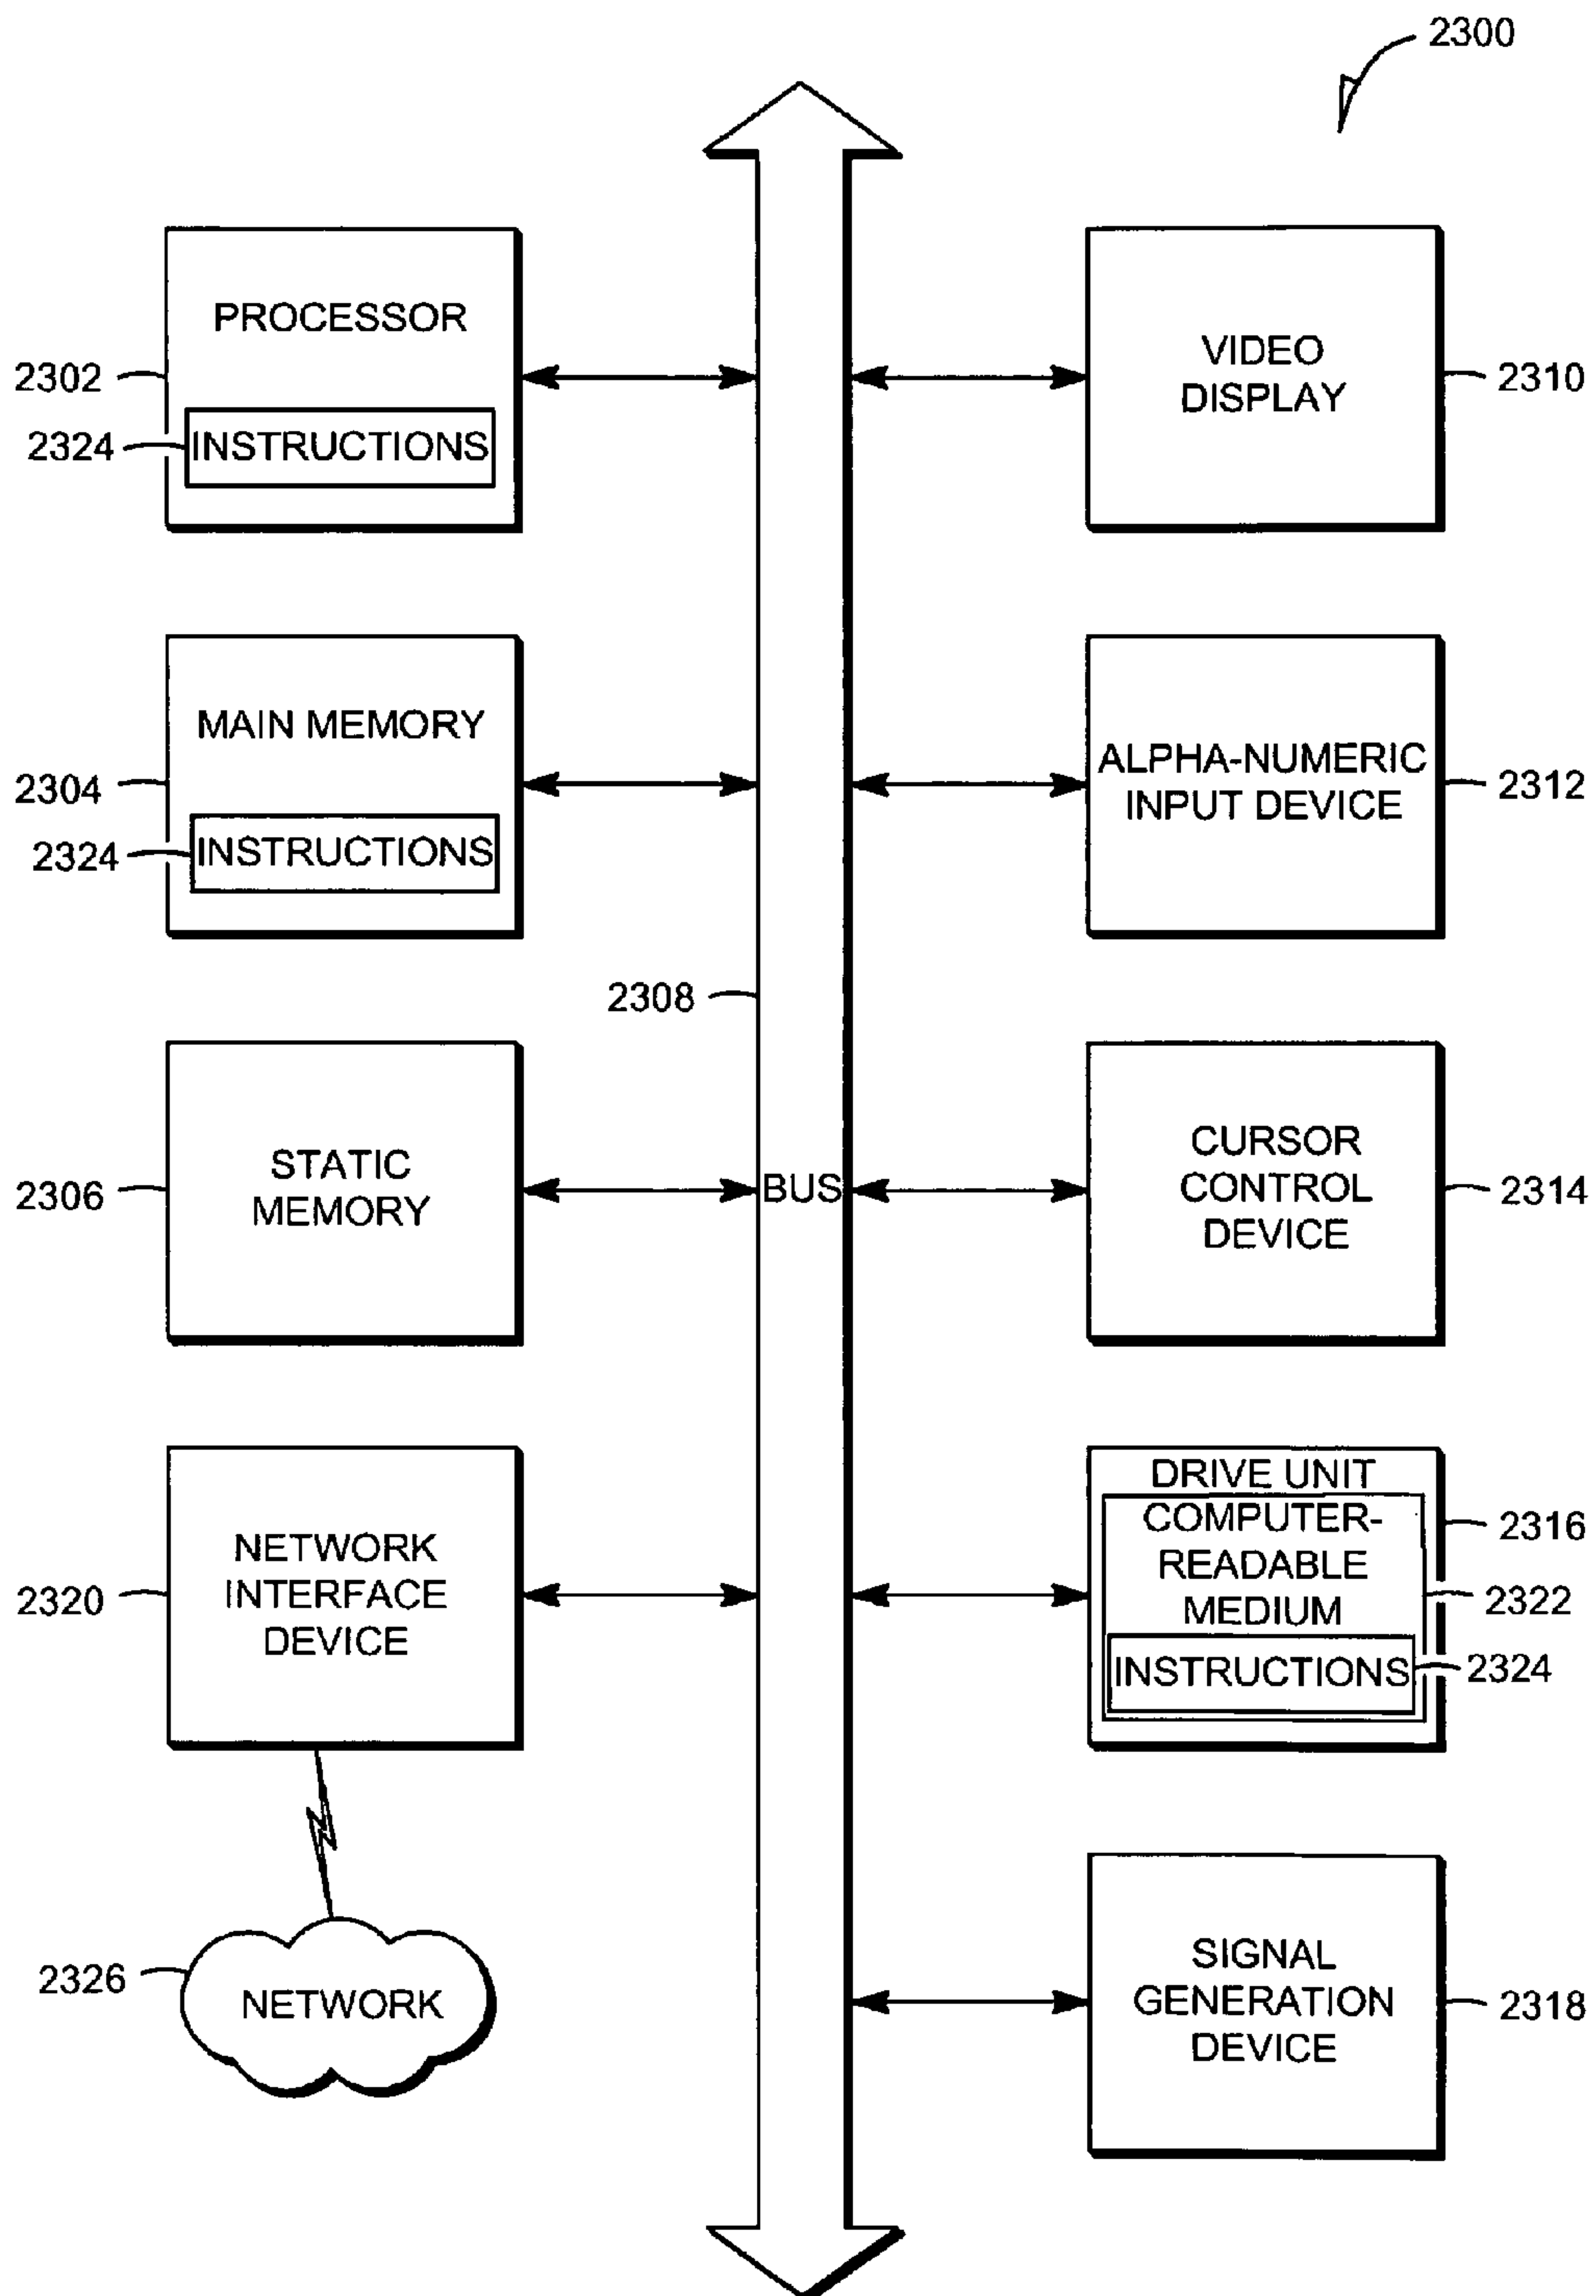 2300
PROCESSOR
2302
2324
INSTRUCTIONS
VIDEO
DISPLAY
2310
MAIN MEMORY
2304
2324
INSTRUCTIONS
ALPHA-NUMERIC
INPUT DEVICE
2312
2308
STATIC
MEMORY
2306
BUS
CURSOR
CONTROL
DEVICE
2314
NETWORK
INTERFACE
DEVICE
2320
DRIVE UNIT
COMPUTER-
READABLE
MEDIUM
INSTRUCTIONS
2316
2322
2324
2326
NETWORK
SIGNAL
GENERATION
DEVICE
2318